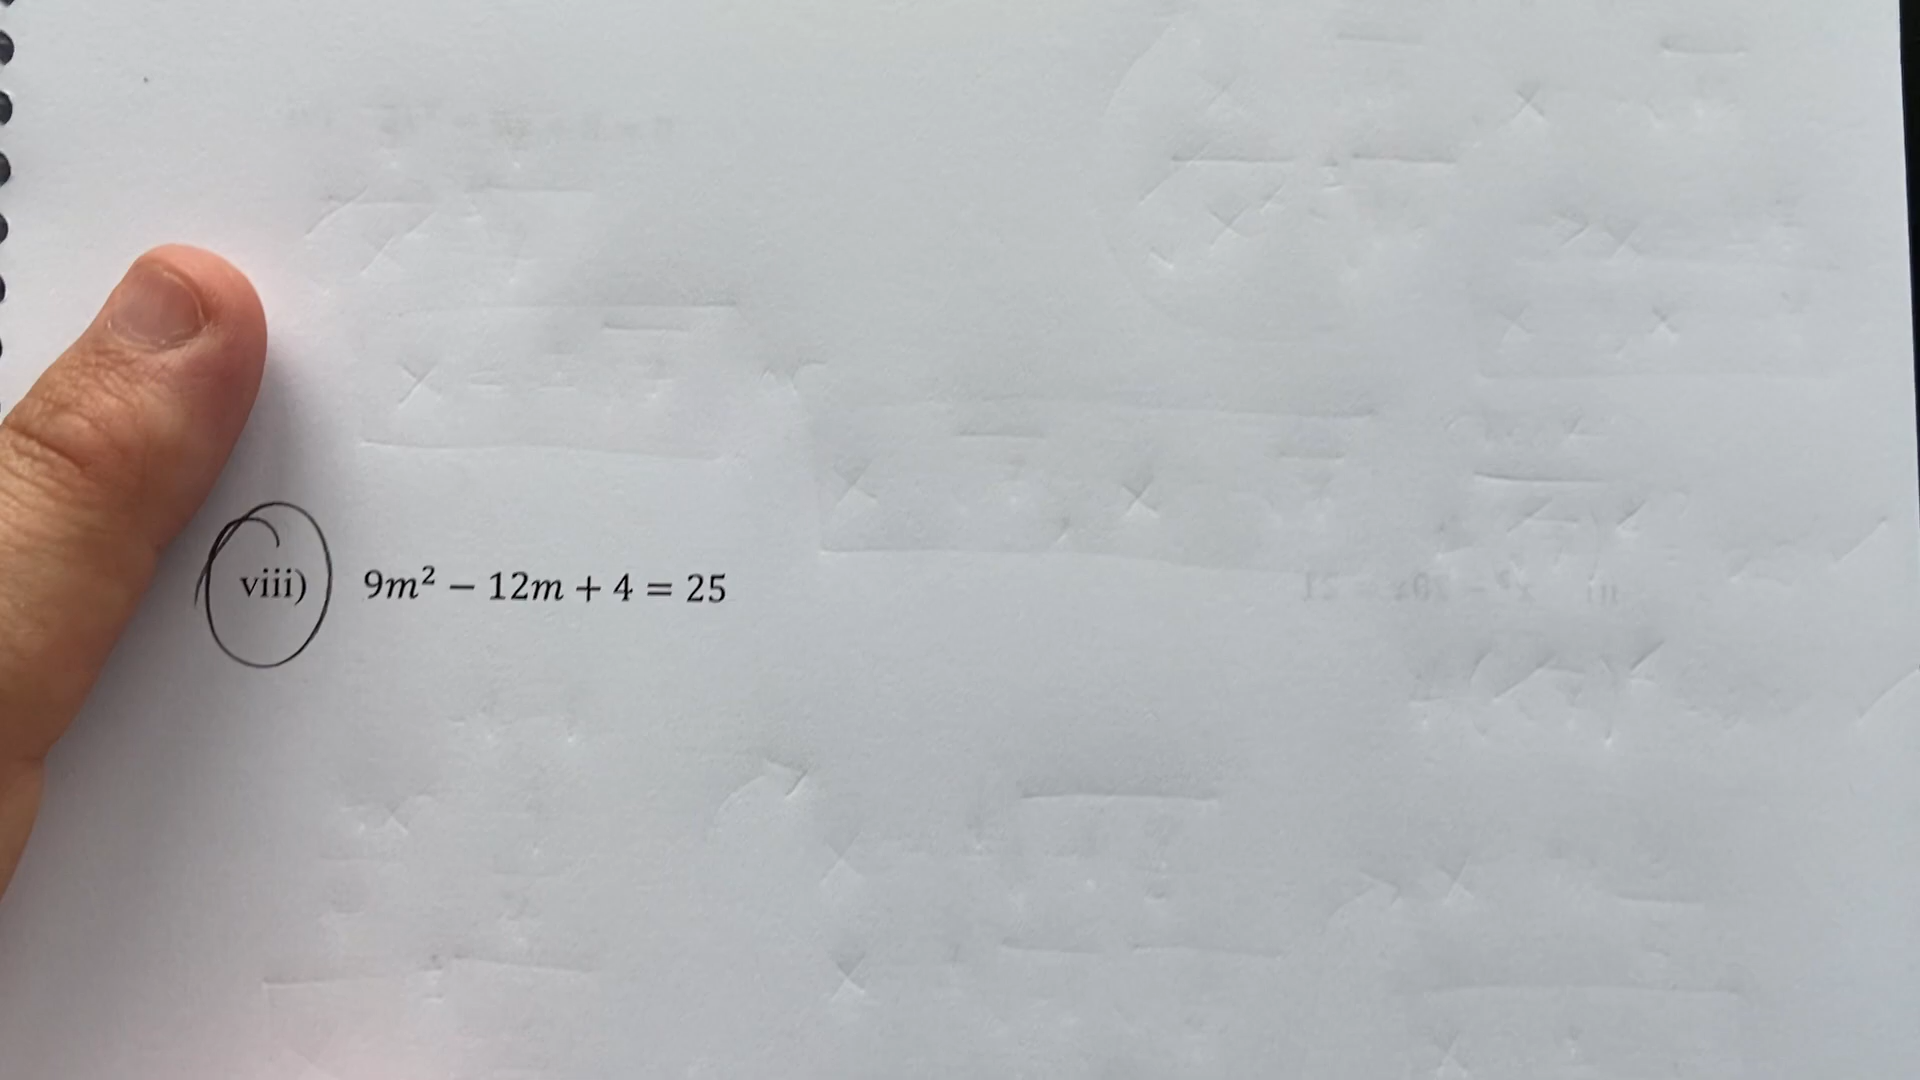 viii) 9m² − 12m + 4 = 25